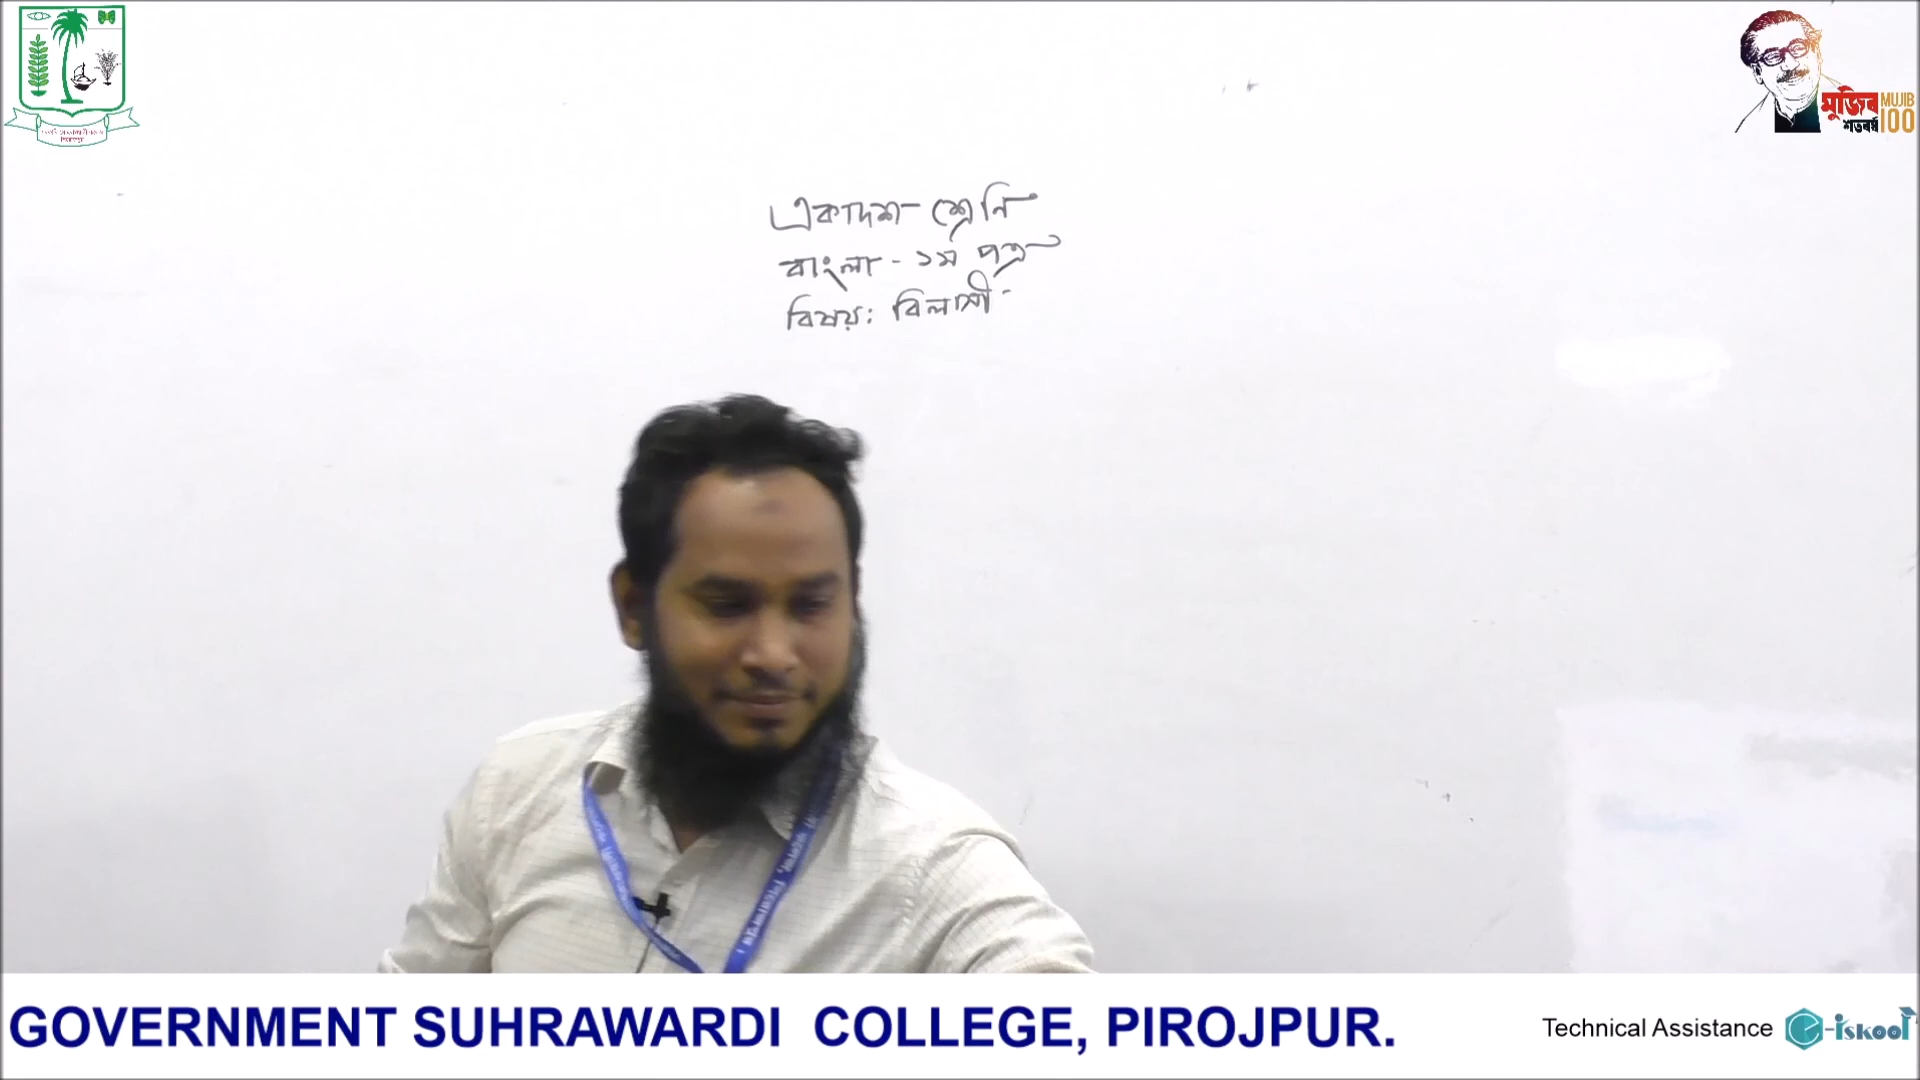 মুজিব MUJIB
শতবর্ষ 100
একাদশ শ্রেণি
বাংলা - ১ম পত্র
বিষয়: বিলাসী
GOVERNMENT SUHRAWARDI COLLEGE, PIROJPUR.
Technical Assistance e-iskool